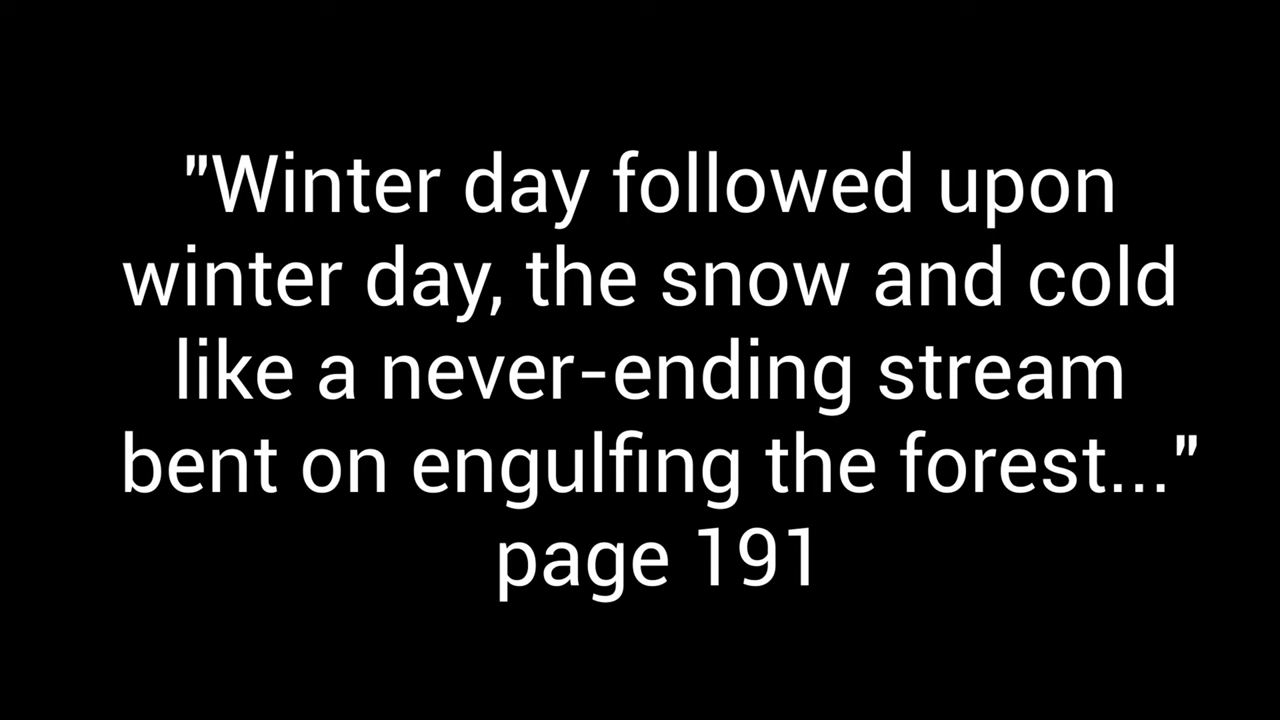 "Winter day followed upon
winter day, the snow and cold
like a never-ending stream
bent on engulfing the forest..."
page 191